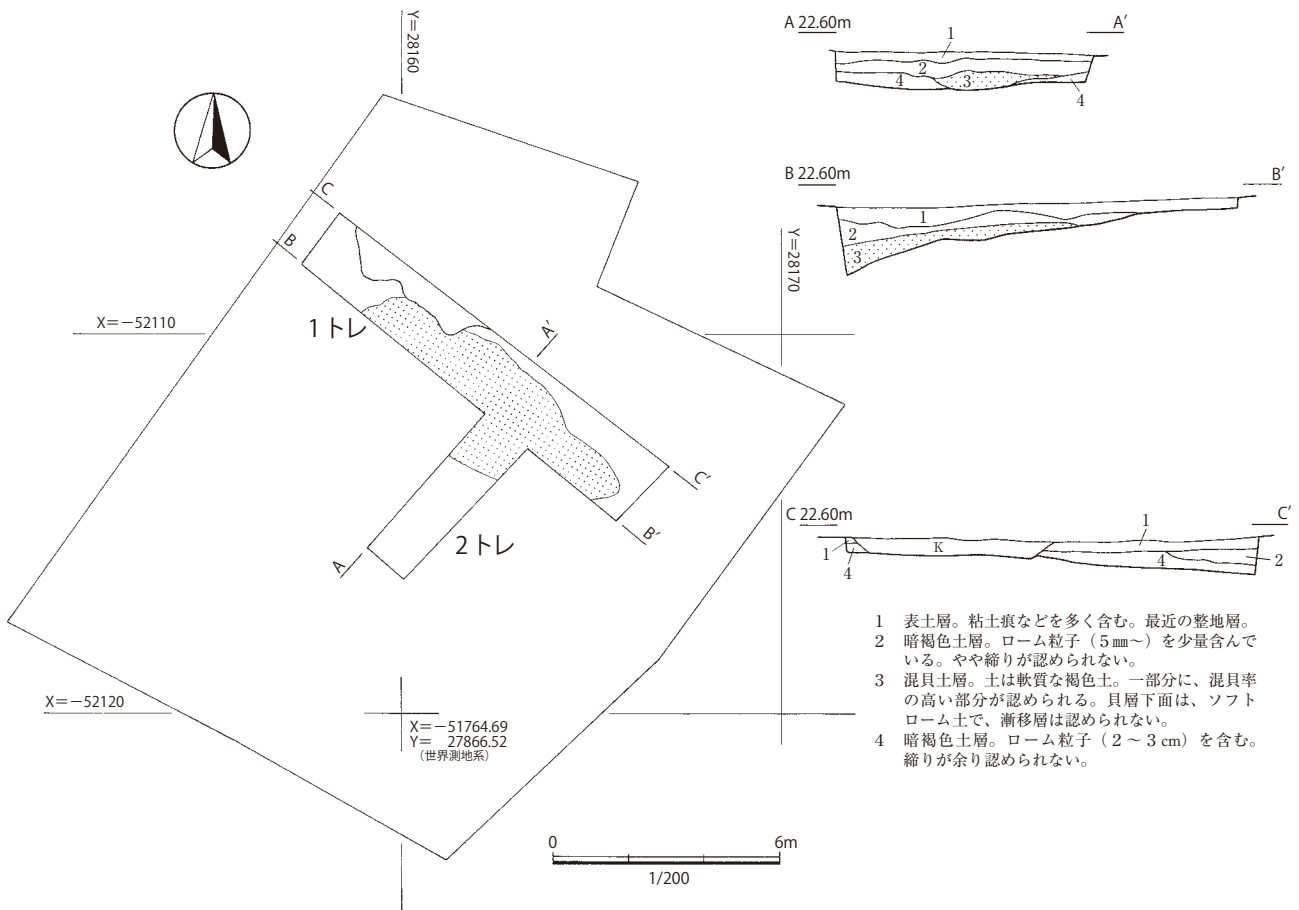 Y＝28160
C
B
1トレ
X＝−52110
A′
Y＝28170
C′
B′
A
2トレ
X＝−52120
X＝−51764.69
Y＝ 27866.52
（世界測地系）
0 6m
1/200
A 22.60m A′
1
2
4 3
4
B 22.60m B′
1
2
3
C 22.60m C′
1
1 K
4 4 2
1 表土層。粘土痕などを多く含む。最近の整地層。
2 暗褐色土層。ローム粒子（5㎜～）を少量含んで
いる。やや締りが認められない。
3 混貝土層。土は軟質な褐色土。一部分に、混貝率
の高い部分が認められる。貝層下面は、ソフト
ローム土で、漸移層は認められない。
4 暗褐色土層。ローム粒子（2～3㎝）を含む。
締りが余り認められない。